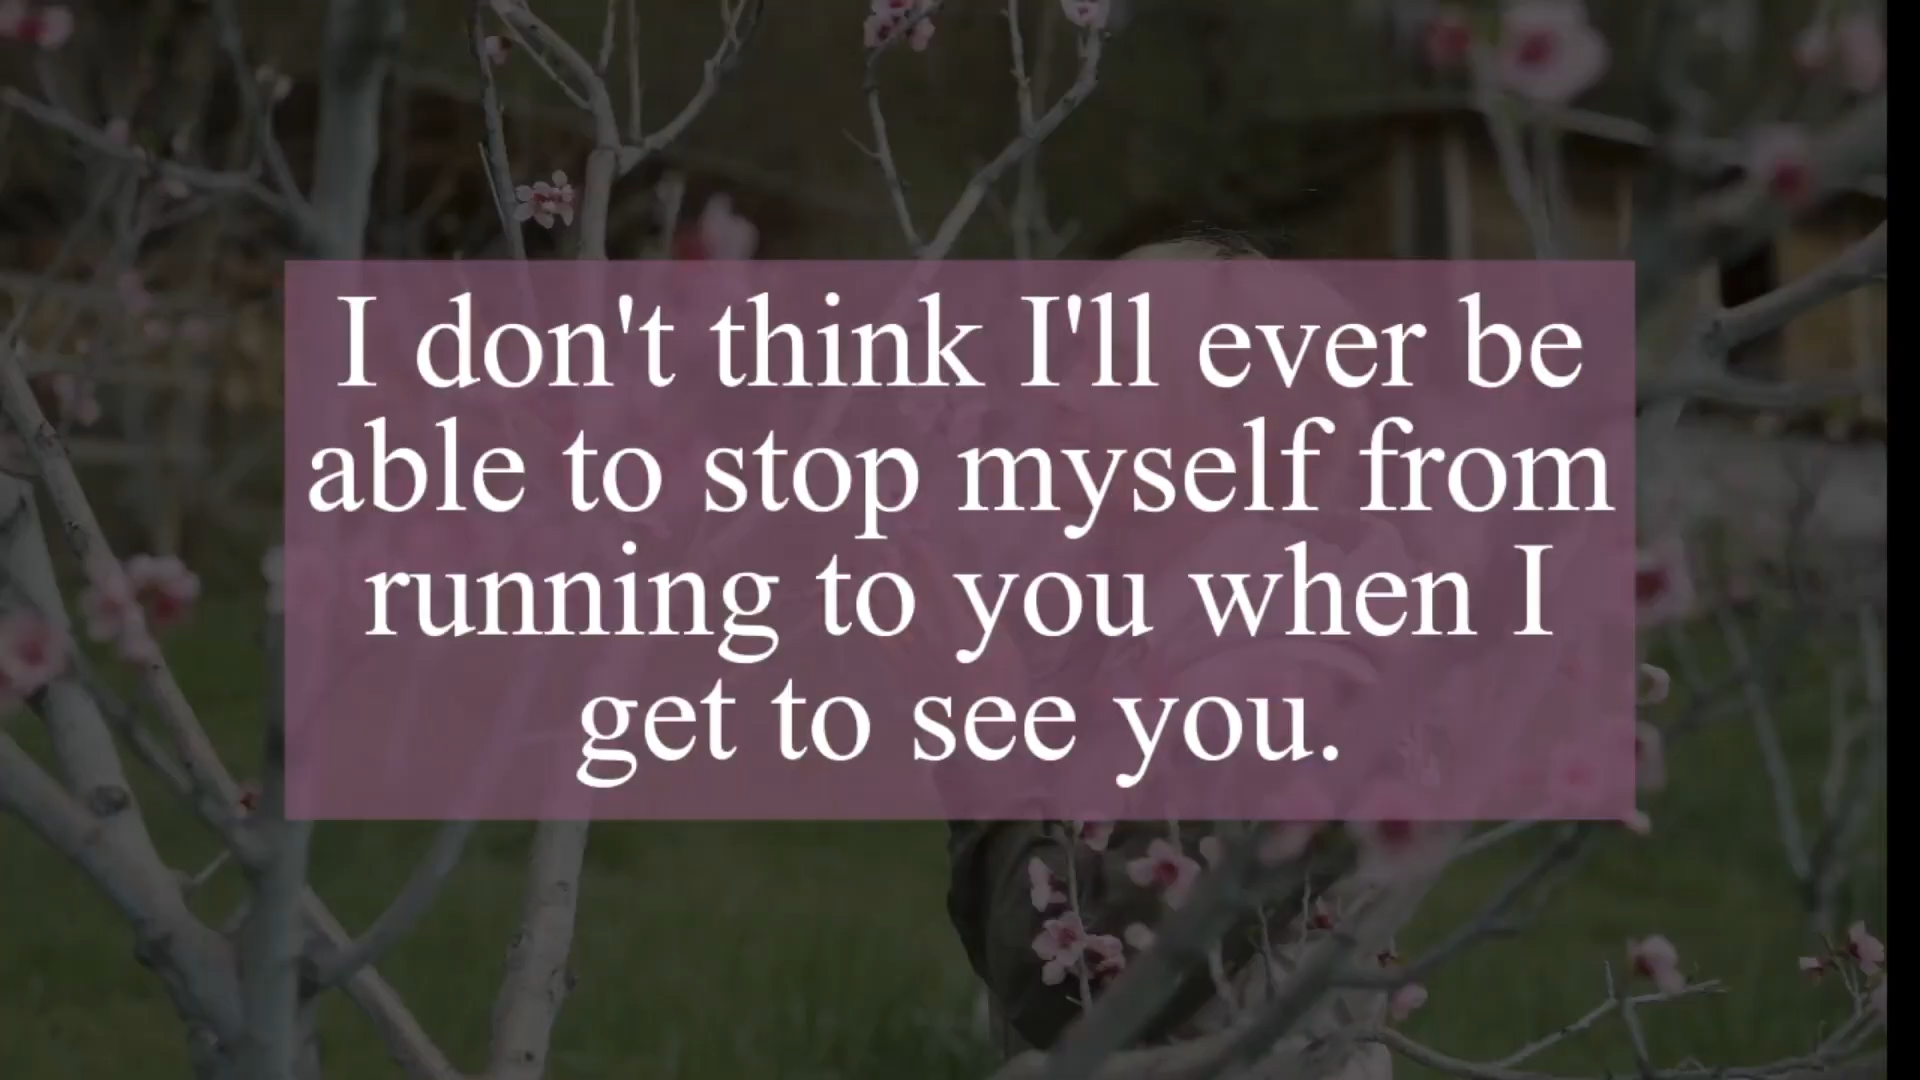 I don't think I'll ever be
able to stop myself from
running to you when I
get to see you.